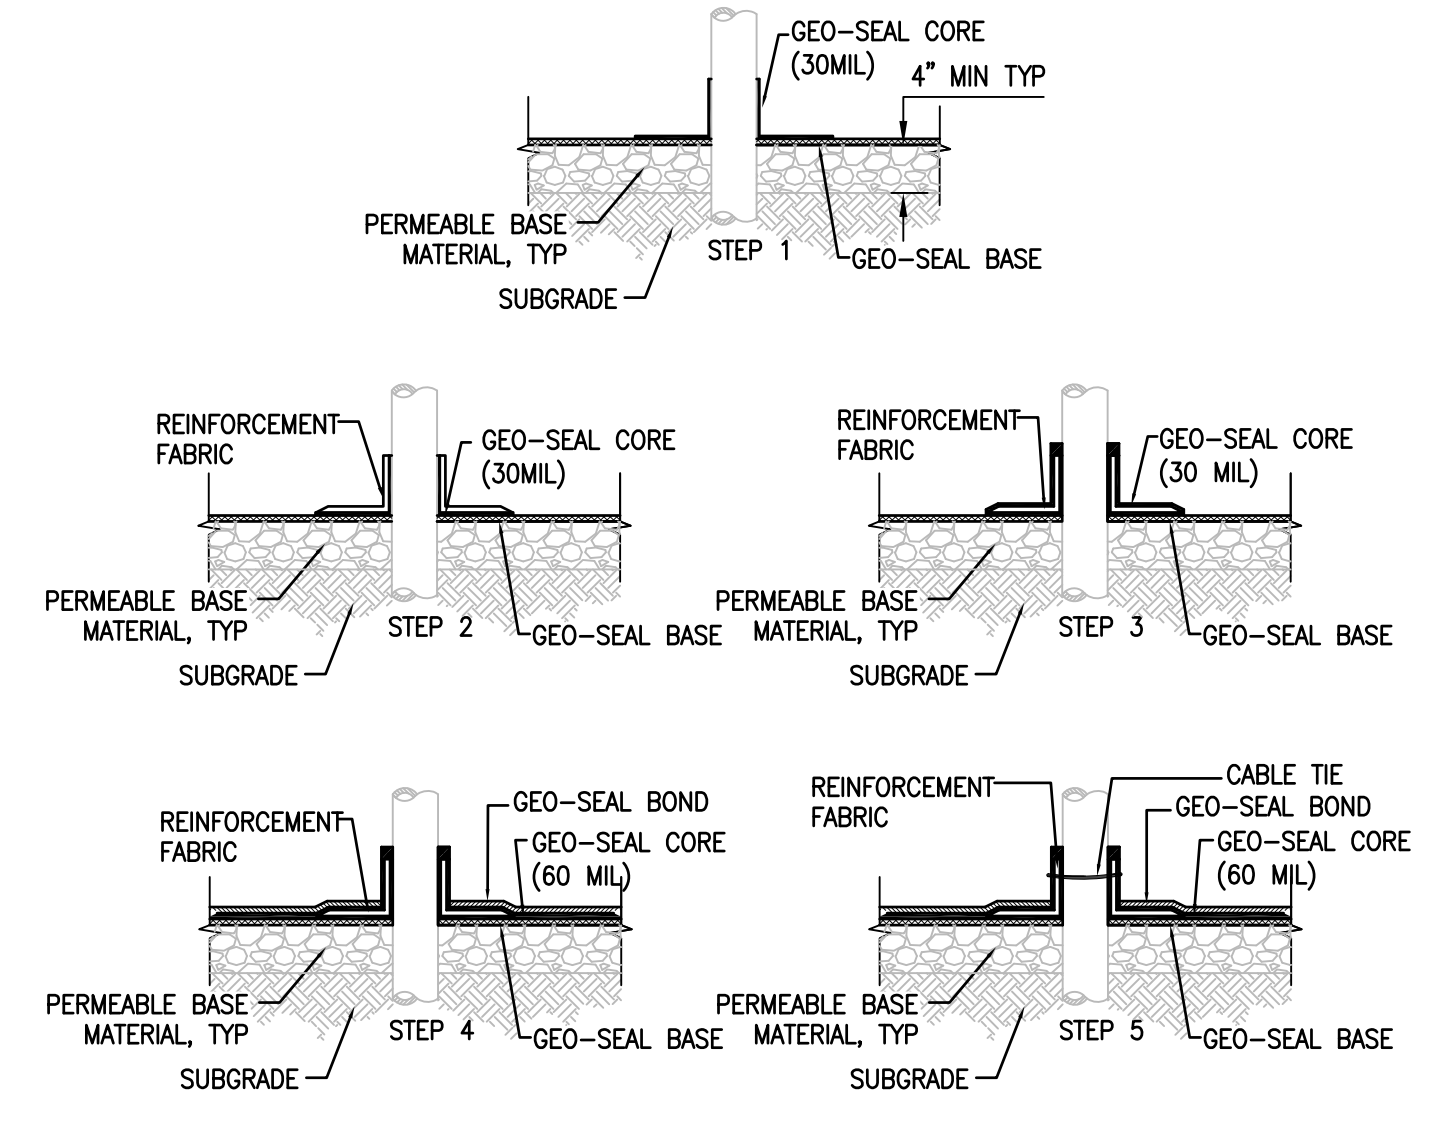 GEO-SEAL CORE
(30MIL)
4" MIN TYP
PERMEABLE BASE
MATERIAL, TYP
STEP 1
GEO-SEAL BASE
SUBGRADE
REINFORCEMENT
FABRIC
GEO-SEAL CORE
(30MIL)
PERMEABLE BASE
MATERIAL, TYP
STEP 2
GEO-SEAL BASE
SUBGRADE
REINFORCEMENT
FABRIC
GEO-SEAL CORE
(30 MIL)
PERMEABLE BASE
MATERIAL, TYP
STEP 3
GEO-SEAL BASE
SUBGRADE
GEO-SEAL BOND
REINFORCEMENT
FABRIC
GEO-SEAL CORE
(60 MIL)
PERMEABLE BASE
MATERIAL, TYP
STEP 4
GEO-SEAL BASE
SUBGRADE
CABLE TIE
REINFORCEMENT
FABRIC
GEO-SEAL BOND
GEO-SEAL CORE
(60 MIL)
PERMEABLE BASE
MATERIAL, TYP
STEP 5
GEO-SEAL BASE
SUBGRADE